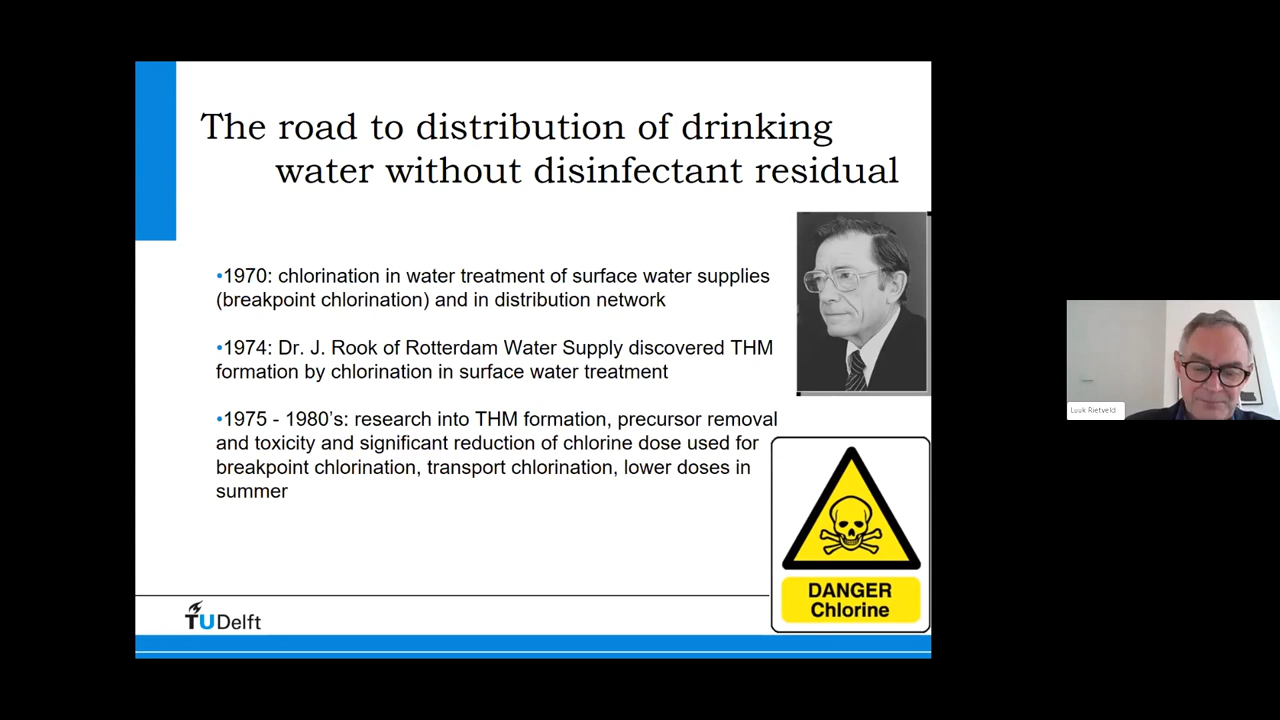 The road to distribution of drinking
water without disinfectant residual
•1970: chlorination in water treatment of surface water supplies
(breakpoint chlorination) and in distribution network
•1974: Dr. J. Rook of Rotterdam Water Supply discovered THM
formation by chlorination in surface water treatment
•1975 - 1980’s: research into THM formation, precursor removal
and toxicity and significant reduction of chlorine dose used for
breakpoint chlorination, transport chlorination, lower doses in
summer
DANGER
Chlorine
TUDelft
Luuk Rietveld